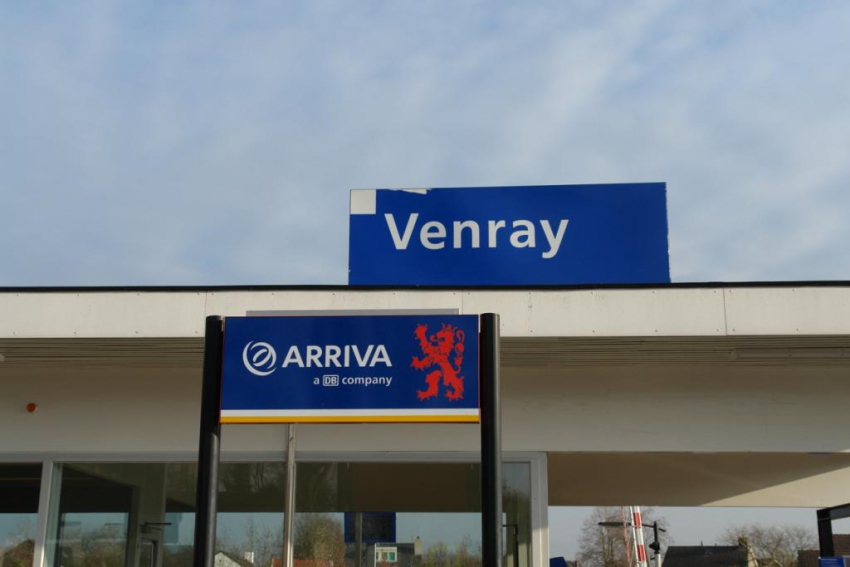 Venray
ARRIVA
a DB company